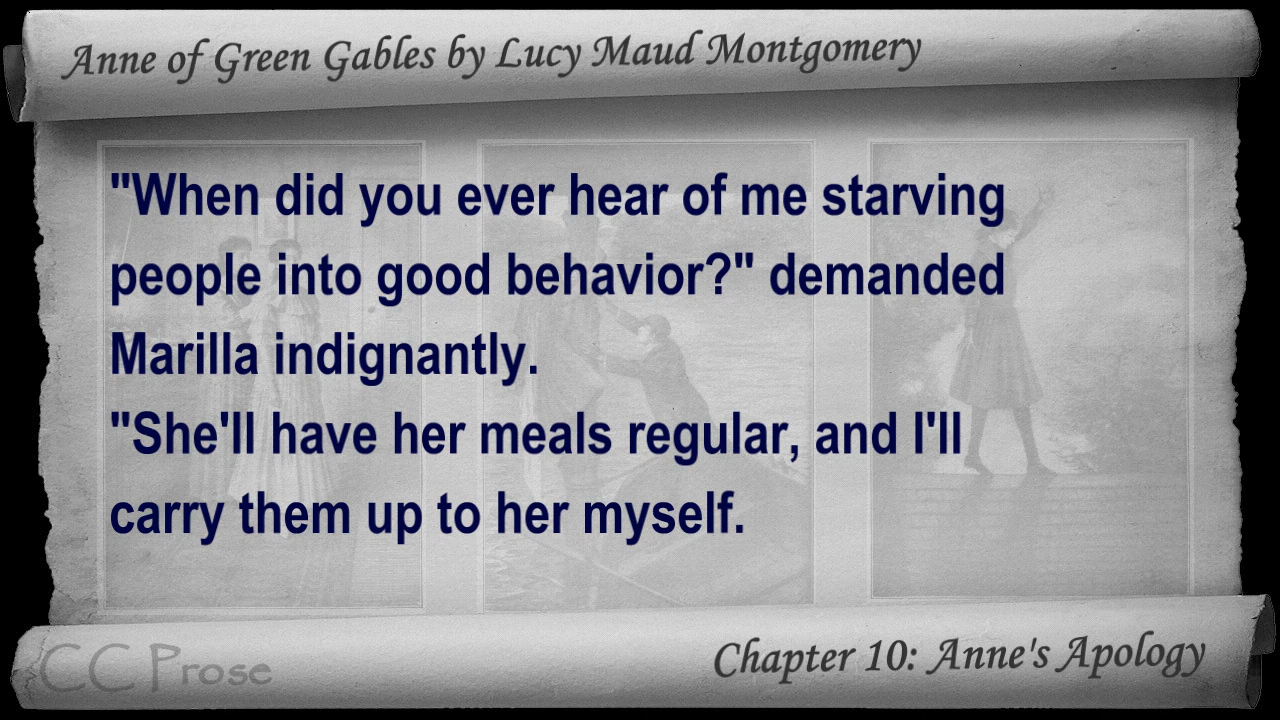 Anne of Green Gables by Lucy Maud Montgomery
"When did you ever hear of me starving
people into good behavior?" demanded
Marilla indignantly.
"She'll have her meals regular, and I'll
carry them up to her myself.
CC Prose
Chapter 10: Anne's Apology